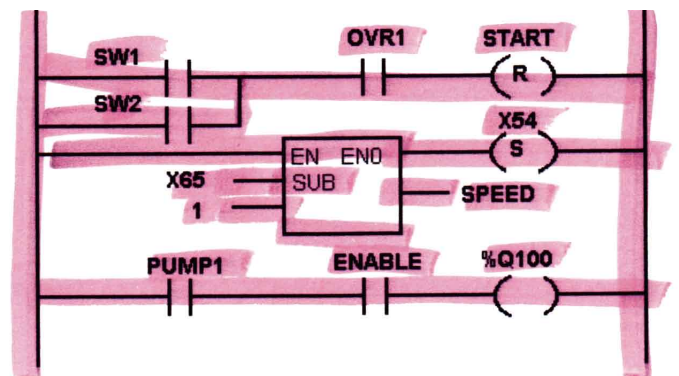 SW1 OVR1 START
R
SW2 X54
EN ENO S
X65 SUB
1 SPEED
PUMP1 ENABLE %Q100